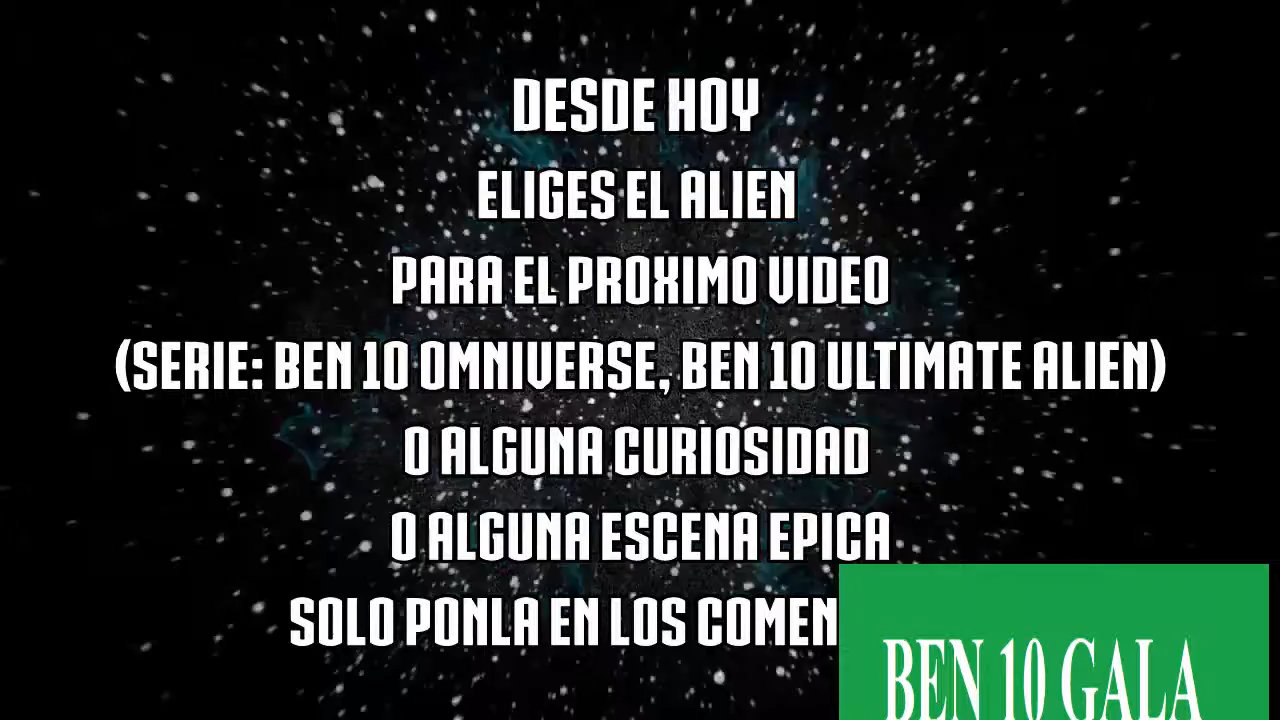 DESDE HOY
ELIGES EL ALIEN
PARA EL PROXIMO VIDEO
(SERIE: BEN 10 OMNIVERSE, BEN 10 ULTIMATE ALIEN)
O ALGUNA CURIOSIDAD
O ALGUNA ESCENA EPICA
SOLO PONLA EN LOS COMEN
BEN 10 GALA